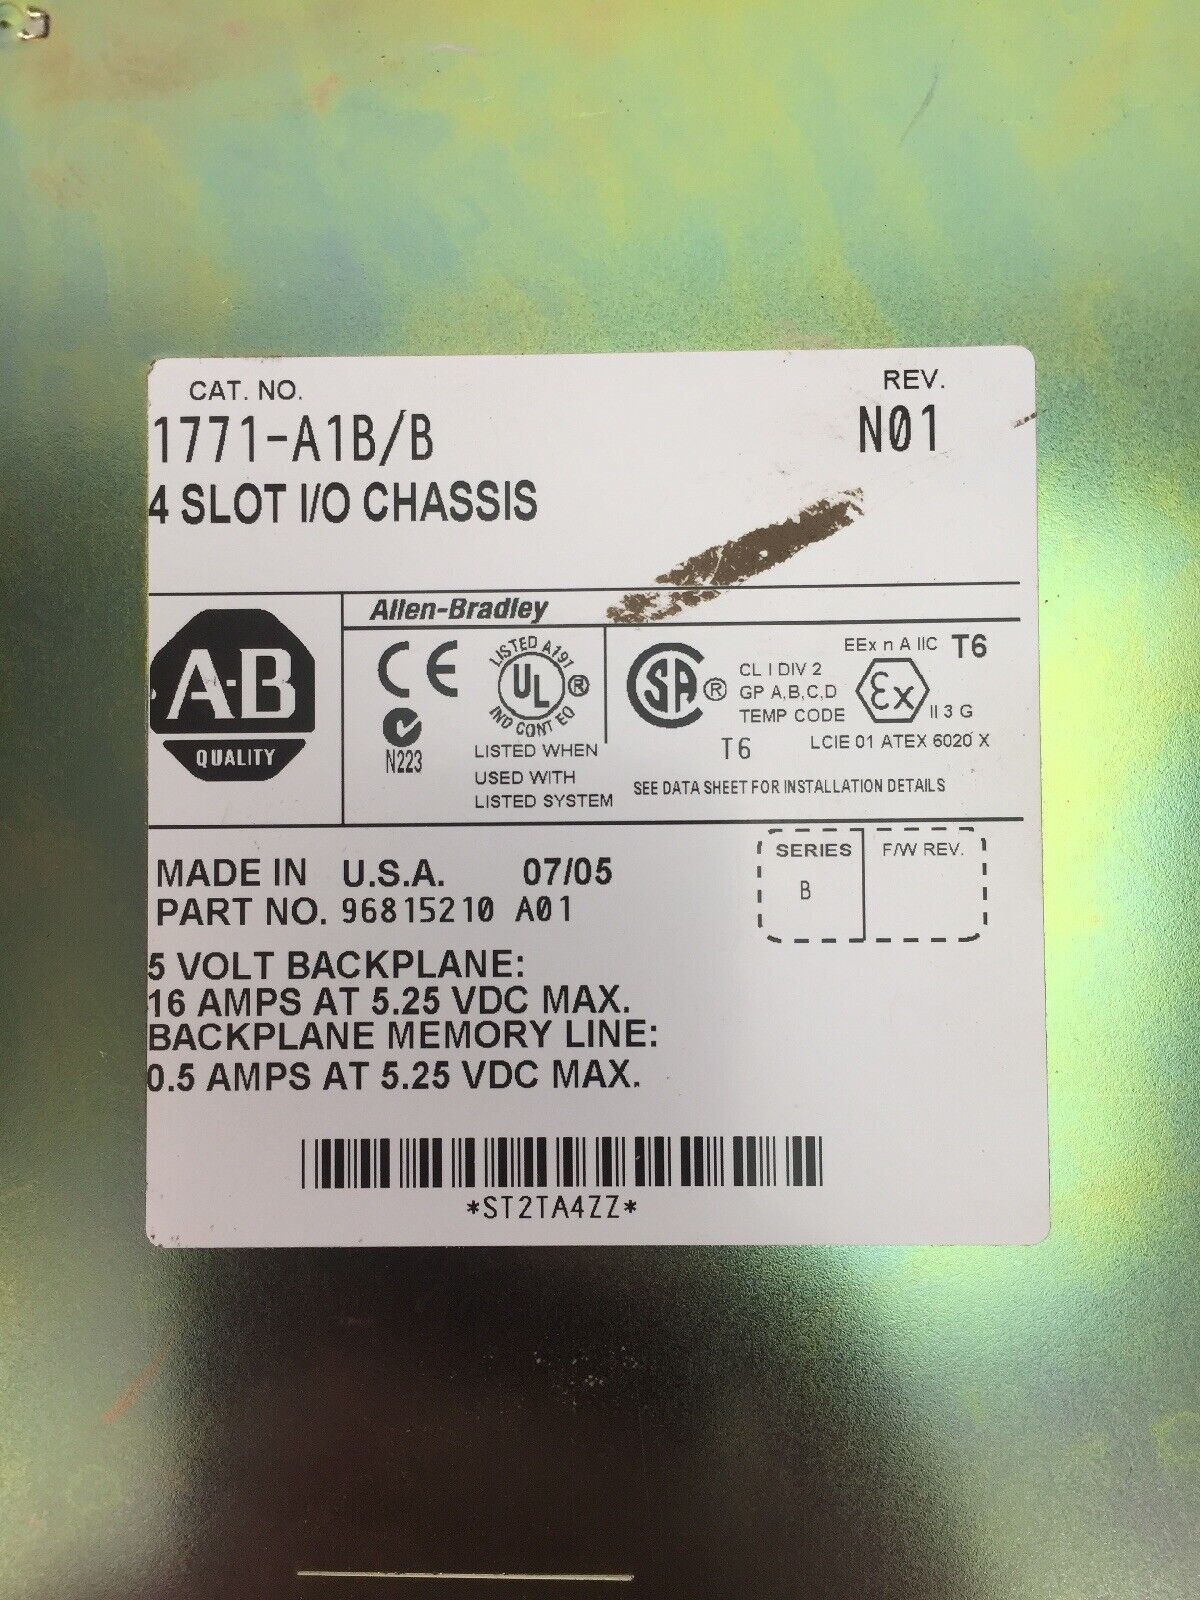 CAT. NO.
REV.
1771-A1B/B
N01
4 SLOT I/O CHASSIS
Allen-Bradley
A-B
QUALITY
CE
N223
LISTED A197
UL ®
IND CONT EQ
LISTED WHEN
USED WITH
LISTED SYSTEM
SA ®
CL I DIV 2
GP A,B,C,D
TEMP CODE
T6
EEx n A IIC T6
Ex
II 3 G
LCIE 01 ATEX 6020 X
SEE DATA SHEET FOR INSTALLATION DETAILS
MADE IN U.S.A. 07/05
PART NO. 96815210 A01
SERIES
B
F/W REV.
5 VOLT BACKPLANE:
16 AMPS AT 5.25 VDC MAX.
BACKPLANE MEMORY LINE:
0.5 AMPS AT 5.25 VDC MAX.
*ST2TA4ZZ*